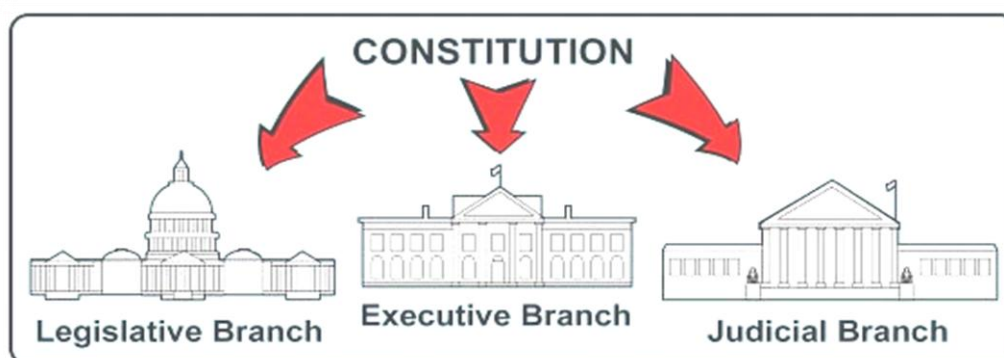 CONSTITUTION
Legislative Branch
Executive Branch
Judicial Branch